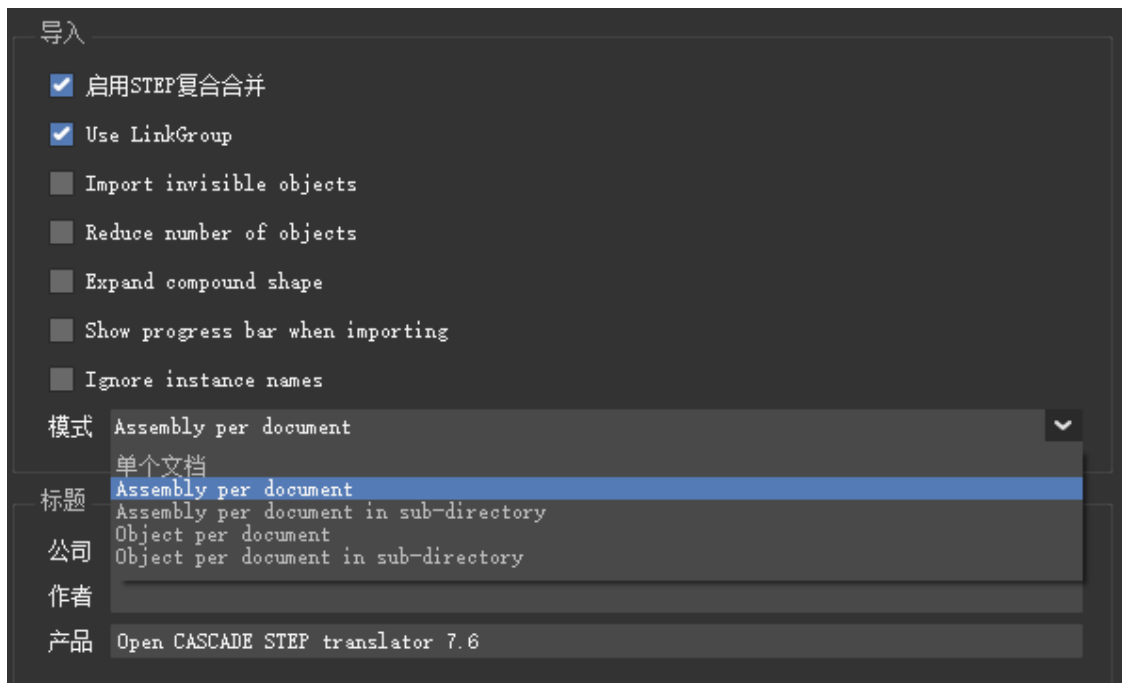 导入
启用STEP复合合并
Use LinkGroup
Import invisible objects
Reduce number of objects
Expand compound shape
Show progress bar when importing
Ignore instance names
模式 Assembly per document
单个文档
Assembly per document
Assembly per document in sub-directory
Object per document
Object per document in sub-directory
标题
公司
作者
产品 Open CASCADE STEP translator 7.6